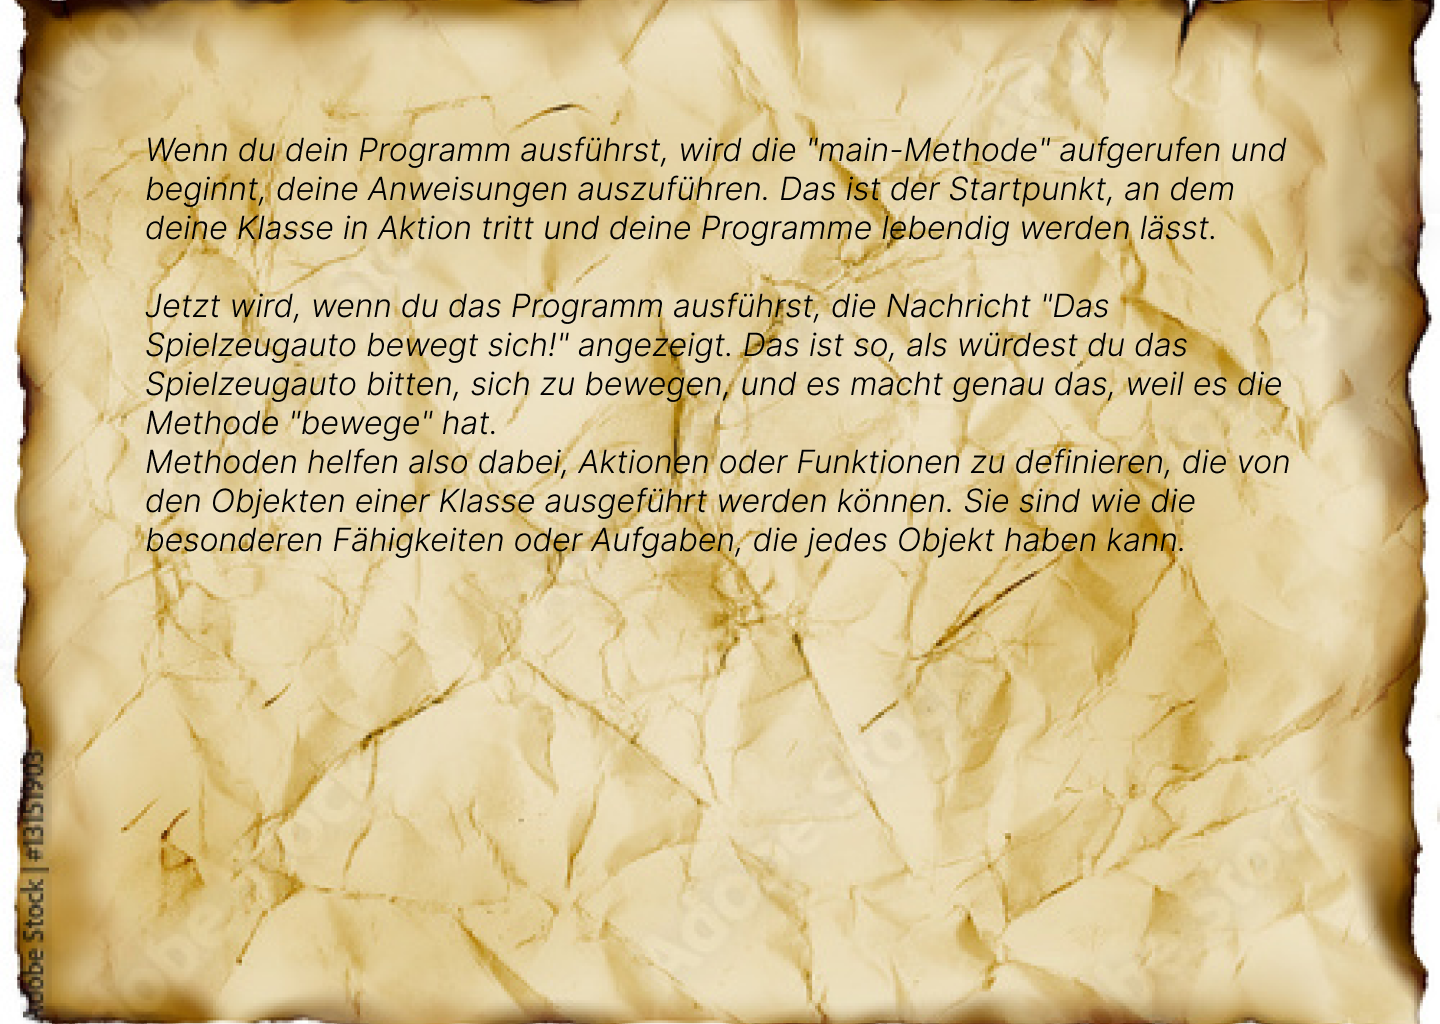 Wenn du dein Programm ausführst, wird die "main-Methode" aufgerufen und
beginnt, deine Anweisungen auszuführen. Das ist der Startpunkt, an dem
deine Klasse in Aktion tritt und deine Programme lebendig werden lässt.
Jetzt wird, wenn du das Programm ausführst, die Nachricht "Das
Spielzeugauto bewegt sich!" angezeigt. Das ist so, als würdest du das
Spielzeugauto bitten, sich zu bewegen, und es macht genau das, weil es die
Methode "bewege" hat.
Methoden helfen also dabei, Aktionen oder Funktionen zu definieren, die von
den Objekten einer Klasse ausgeführt werden können. Sie sind wie die
besonderen Fähigkeiten oder Aufgaben, die jedes Objekt haben kann.
Adobe Stock | #13151903